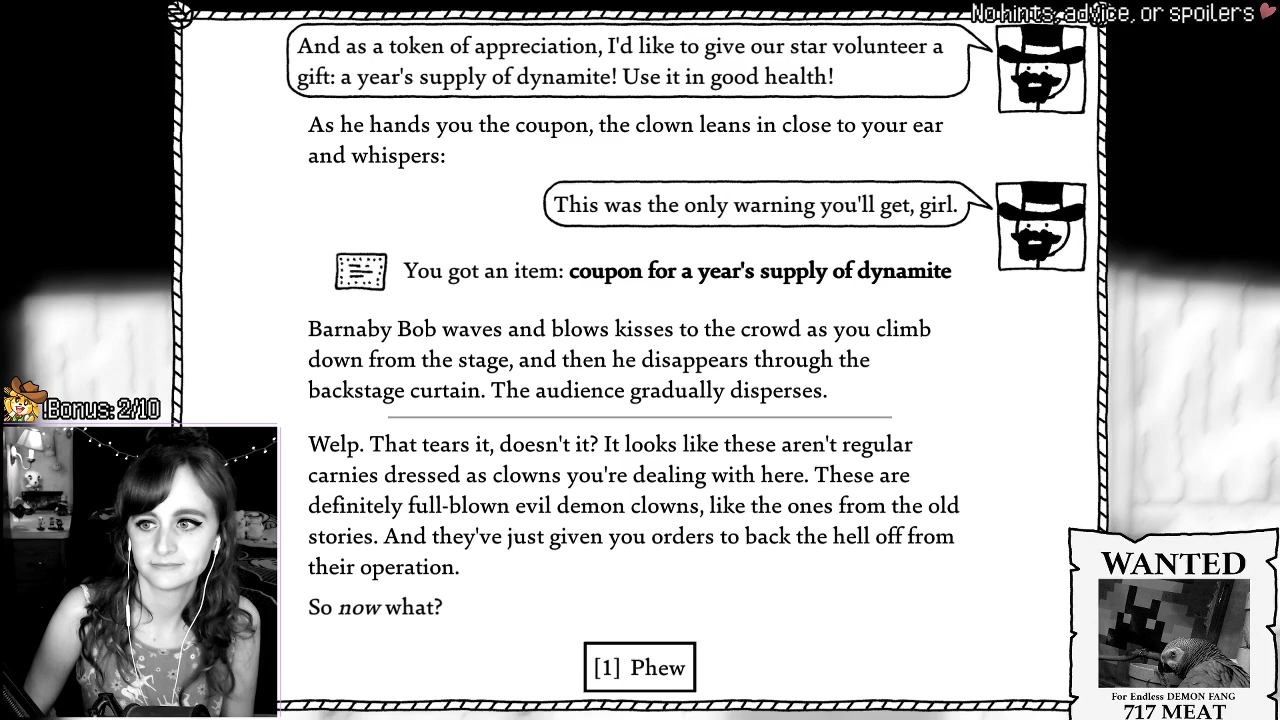 No hints, advice, or spoilers
And as a token of appreciation, I'd like to give our star volunteer a
gift: a year's supply of dynamite! Use it in good health!
As he hands you the coupon, the clown leans in close to your ear
and whispers:
This was the only warning you'll get, girl.
You got an item: coupon for a year's supply of dynamite
Barnaby Bob waves and blows kisses to the crowd as you climb
down from the stage, and then he disappears through the
backstage curtain. The audience gradually disperses.
!Bonus: 2/10
Welp. That tears it, doesn't it? It looks like these aren't regular
carnies dressed as clowns you're dealing with here. These are
definitely full-blown evil demon clowns, like the ones from the old
stories. And they've just given you orders to back the hell off from
their operation.
So now what?
[1] Phew
WANTED
For Endless DEMON FANG
717 MEAT